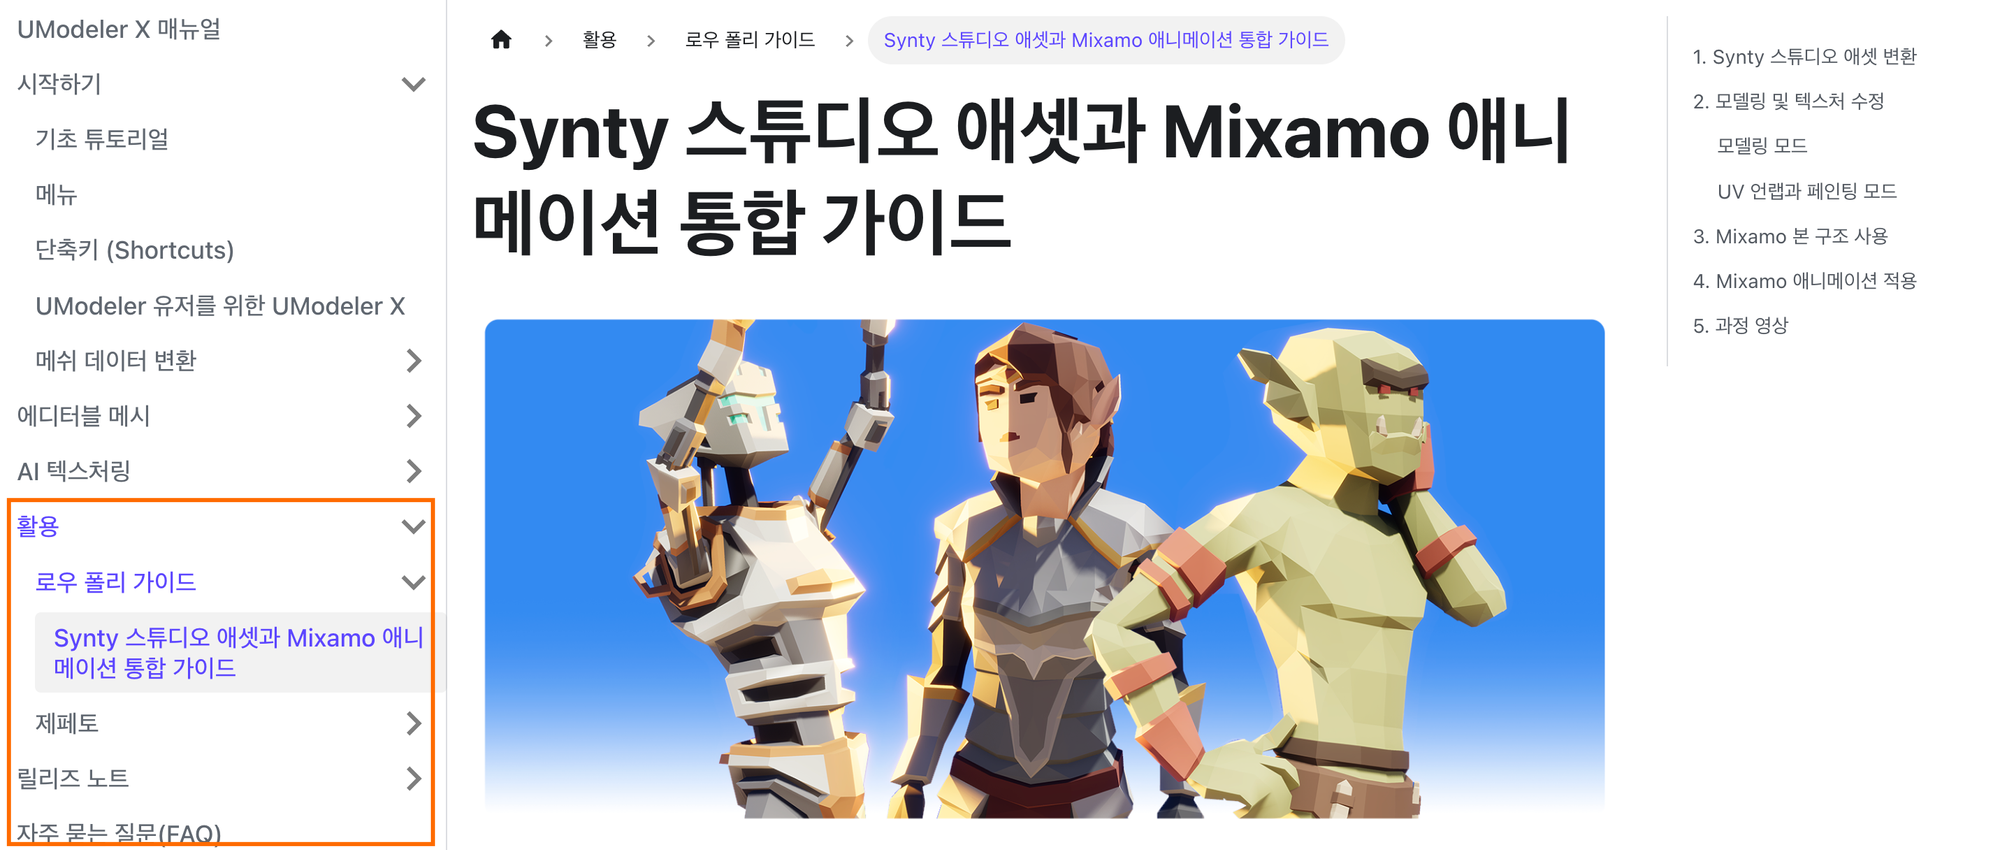 UModeler X 매뉴얼
시작하기
기초 튜토리얼
메뉴
단축키 (Shortcuts)
UModeler 유저를 위한 UModeler X
메쉬 데이터 변환
에디터블 메시
AI 텍스처링
활용
로우 폴리 가이드
Synty 스튜디오 애셋과 Mixamo 애니
메이션 통합 가이드
제페토
릴리즈 노트
자주 묻는 질문(FAQ)
활용
로우 폴리 가이드
Synty 스튜디오 애셋과 Mixamo 애니메이션 통합 가이드
Synty 스튜디오 애셋과 Mixamo 애니
메이션 통합 가이드
1. Synty 스튜디오 애셋 변환
2. 모델링 및 텍스처 수정
모델링 모드
UV 언랩과 페인팅 모드
3. Mixamo 본 구조 사용
4. Mixamo 애니메이션 적용
5. 과정 영상